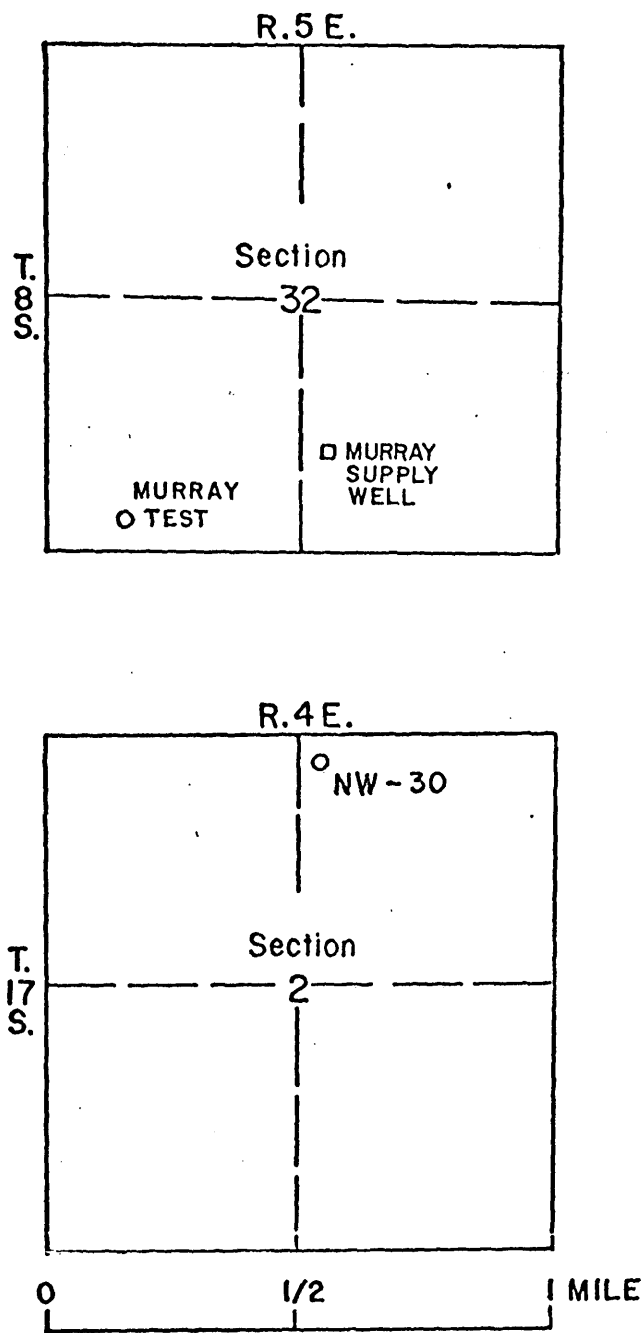 R.5 E.
Section
T.
8
S.
32
MURRAY
SUPPLY
WELL
MURRAY
TEST
R.4 E.
NW-30
Section
T.
17
S.
2
0 1/2 1 MILE